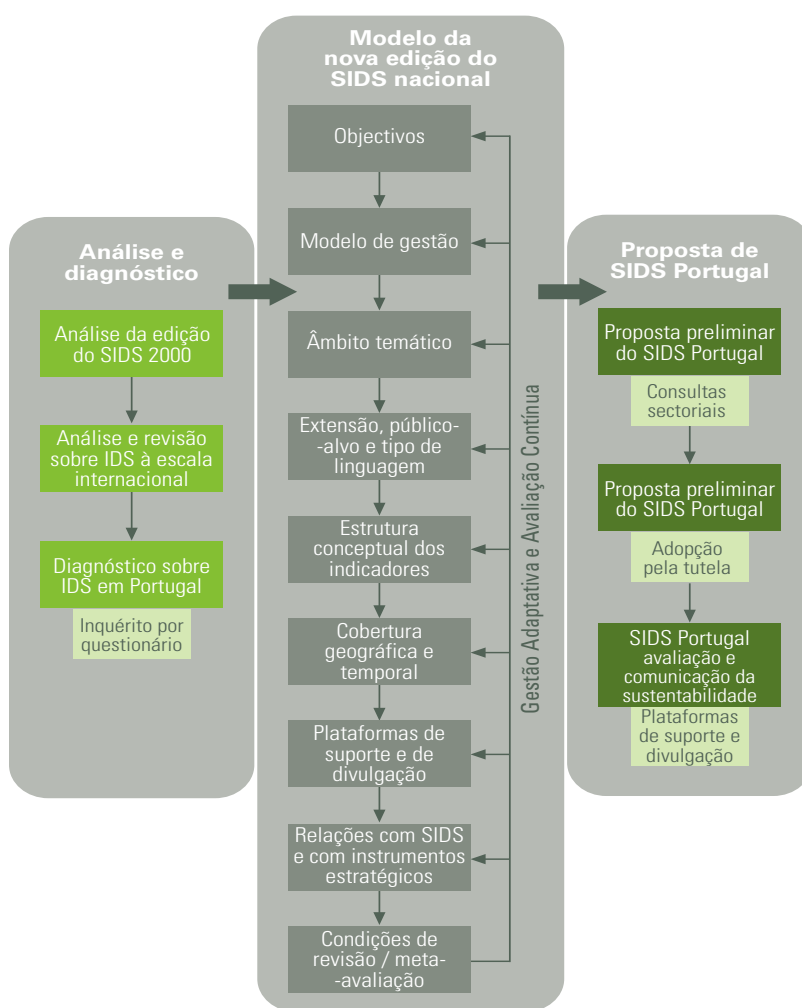 Análise e
diagnóstico
Análise da edição
do SIDS 2000
Análise e revisão
sobre IDS à escala
internacional
Diagnóstico sobre
IDS em Portugal
Inquérito por
questionário
Modelo da
nova edição do
SIDS nacional
Objectivos
Modelo de gestão
Âmbito temático
Extensão, público-
-alvo e tipo de
linguagem
Estrutura
conceptual dos
indicadores
Cobertura
geográfica e
temporal
Plataformas de
suporte e de
divulgação
Relações com SIDS
e com instrumentos
estratégicos
Condições de
revisão / meta-
-avaliação
Gestão Adaptativa e Avaliação Contínua
Proposta de
SIDS Portugal
Proposta preliminar
do SIDS Portugal
Consultas
sectoriais
Proposta preliminar
do SIDS Portugal
Adopção
pela tutela
SIDS Portugal
avaliação e
comunicação da
sustentabilidade
Plataformas
de suporte e
divulgação